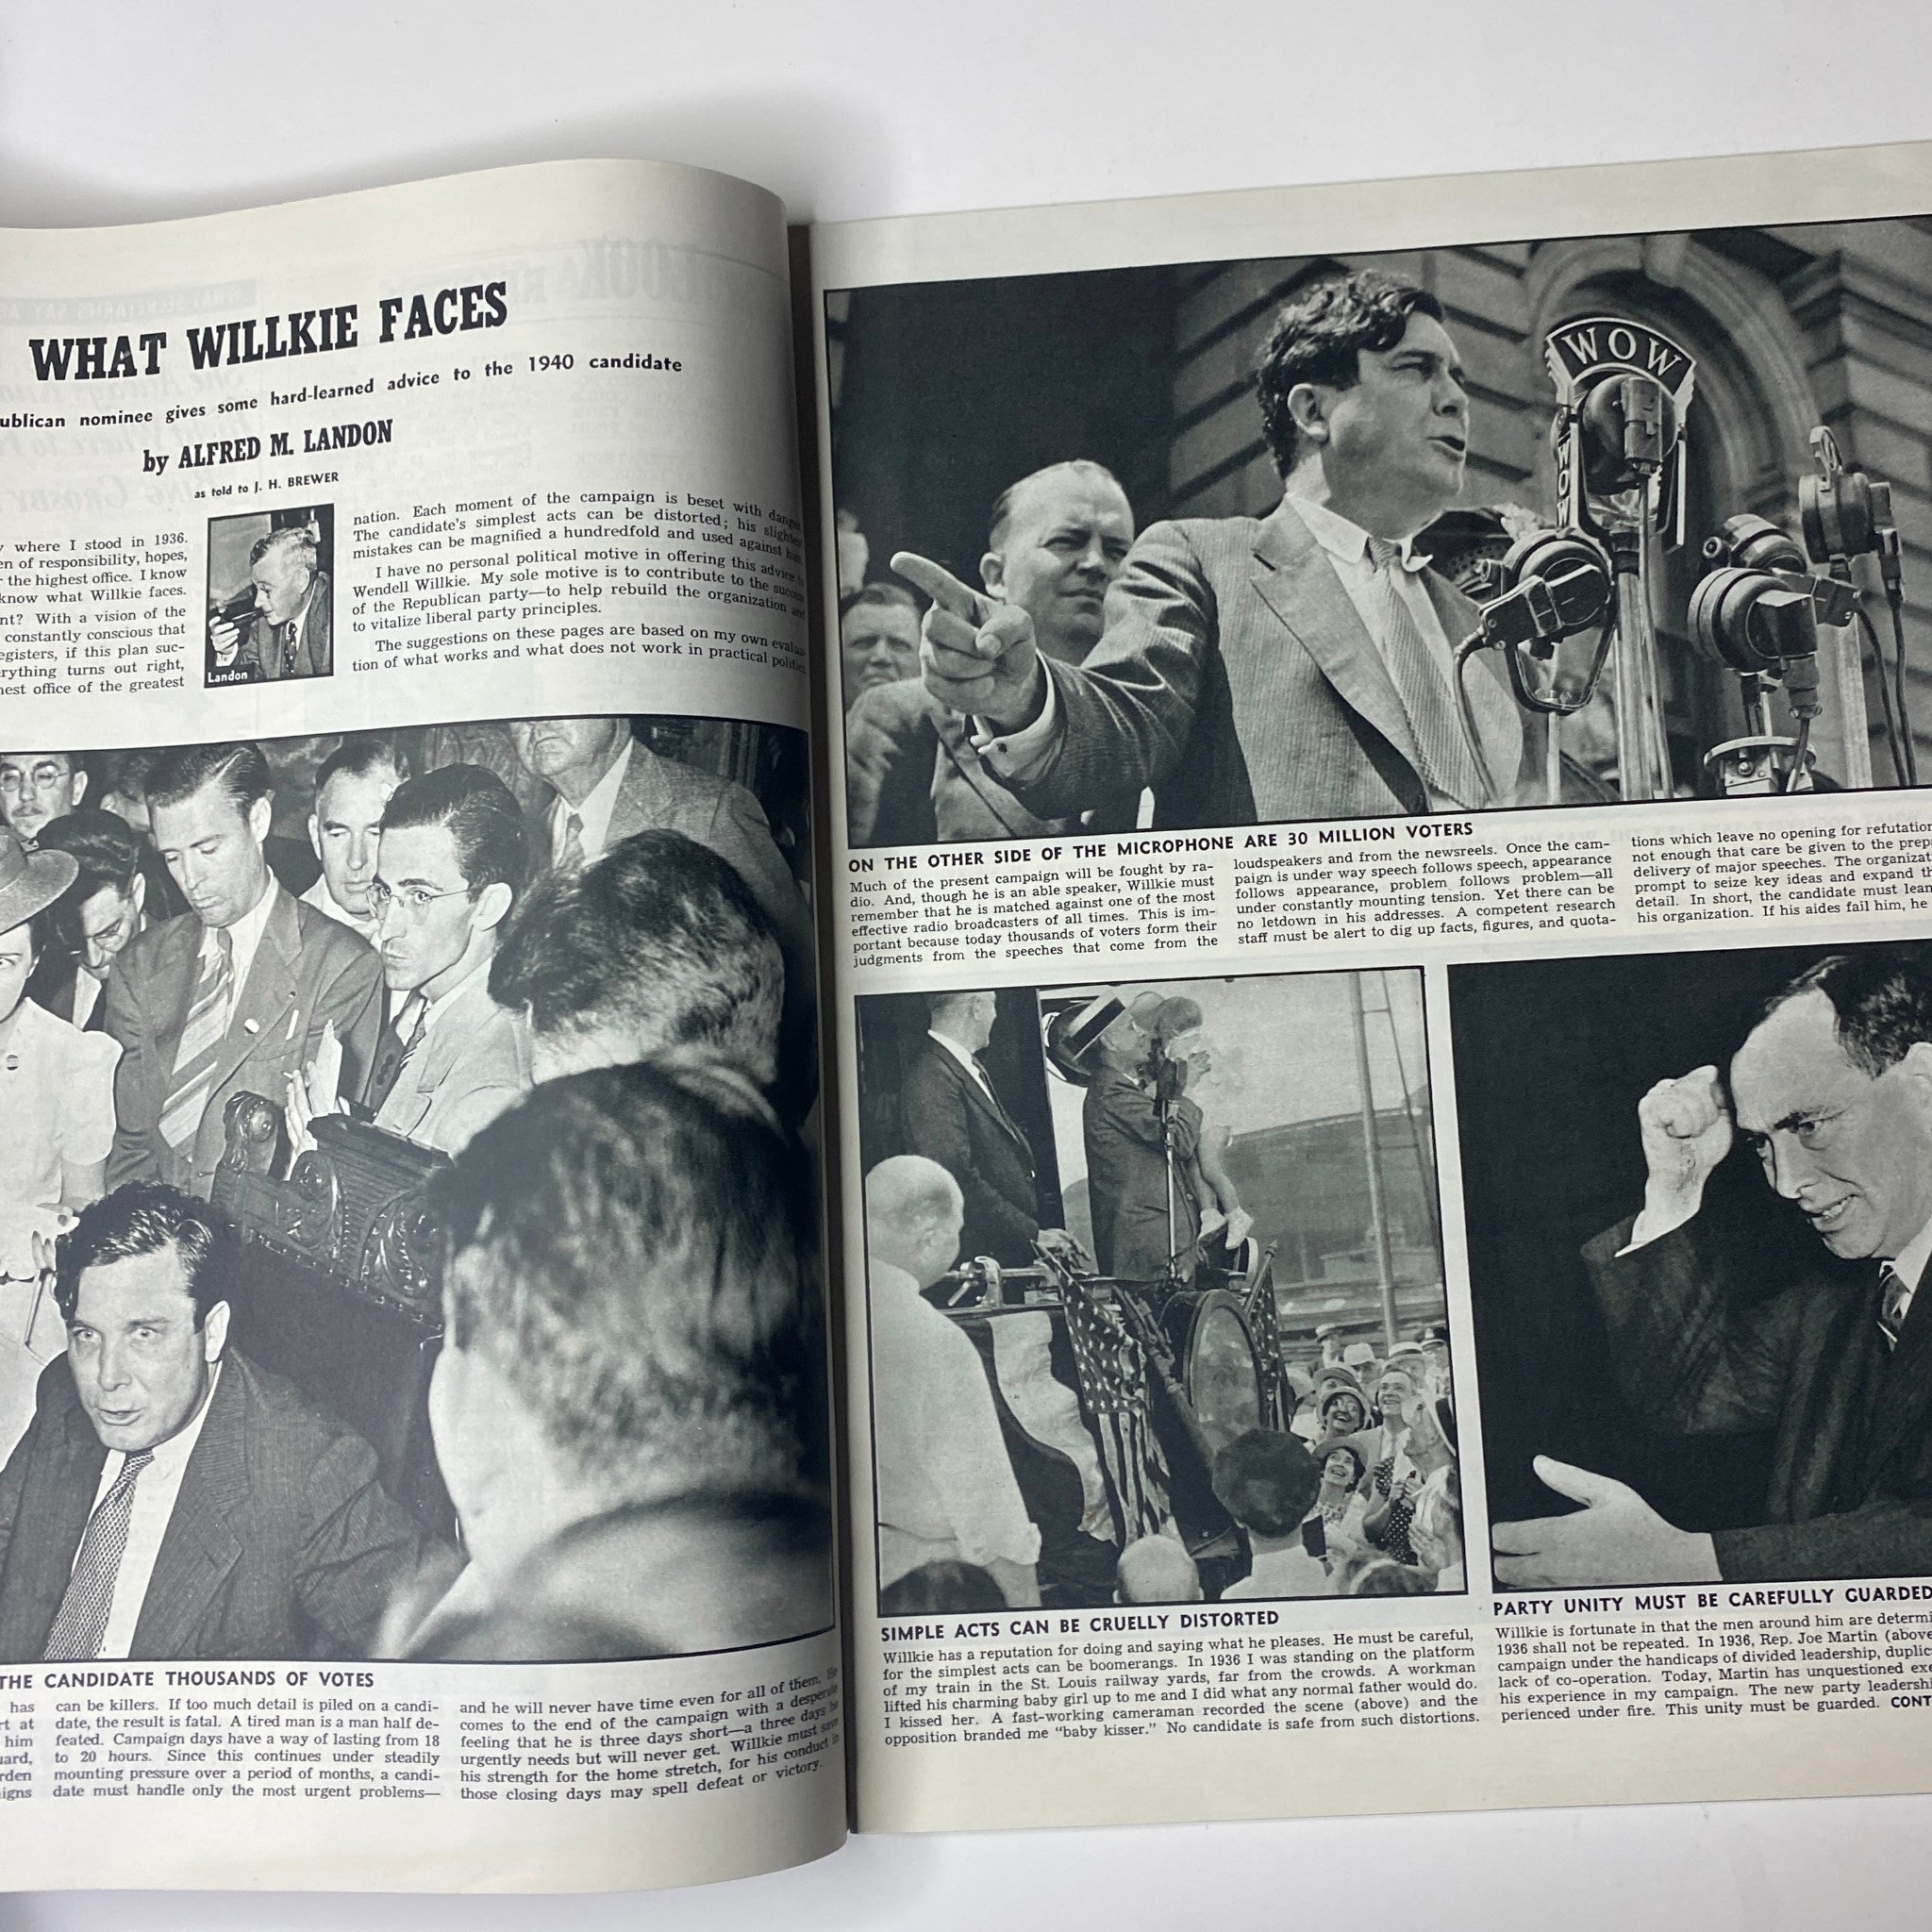 WHAT WILLKIE FACES
ublican nominee gives some hard-learned advice to the 1940 candidate
by ALFRED M. LANDON
as told to J. H. BREWER
where I stood in 1936.
en of responsibility, hopes,
the highest office. I know
know what Willkie faces.
nt? With a vision of the
constantly conscious that
egisters, if this plan suc-
rything turns out right,
hest office of the greatest
Landon
nation. Each moment of the campaign is beset with
The candidate's simplest acts can be distorted; his
mistakes can be magnified a hundredfold and used against
I have no personal political motive in offering this advice
Wendell Willkie. My sole motive is to contribute to the
of the Republican party—to help rebuild the organization
to vitalize liberal party principles.
The suggestions on these pages are based on my own evalua-
tion of what works and what does not work in practical
THE CANDIDATE THOUSANDS OF VOTES
has
rt at
him
ard,
rden
igns
can be killers. If too much detail is piled on a candi-
date, the result is fatal. A tired man is a man half de-
feated. Campaign days have a way of lasting from 18
to 20 hours. Since this continues under steadily
mounting pressure over a period of months, a candi-
date must handle only the most urgent problems—
and he will never have time even for all of them. He
comes to the end of the campaign with a desperate
feeling that he is three days short—a three days he
urgently needs but will never get. Willkie must save
his strength for the home stretch, for his conduct in
those closing days may spell defeat or victory.
WOW
WOW
ON THE OTHER SIDE OF THE MICROPHONE ARE 30 MILLION VOTERS
Much of the present campaign will be fought by ra-
dio. And, though he is an able speaker, Willkie must
remember that he is matched against one of the most
effective radio broadcasters of all times. This is im-
portant because today thousands of voters form their
judgments from the speeches that come from the
loudspeakers and from the newsreels. Once the cam-
paign is under way speech follows speech, appearance
follows appearance, problem follows problem—all
under constantly mounting tension. Yet there can be
no letdown in his addresses. A competent research
staff must be alert to dig up facts, figures, and quota-
tions which leave no opening for refutation
not enough that care be given to the prep
delivery of major speeches. The organizat
prompt to seize key ideas and expand th
detail. In short, the candidate must lean
his organization. If his aides fail him, he
SIMPLE ACTS CAN BE CRUELLY DISTORTED
Willkie has a reputation for doing and saying what he pleases. He must be careful,
for the simplest acts can be boomerangs. In 1936 I was standing on the platform
of my train in the St. Louis railway yards, far from the crowds. A workman
lifted his charming baby girl up to me and I did what any normal father would do.
I kissed her. A fast-working cameraman recorded the scene (above) and the
opposition branded me "baby kisser." No candidate is safe from such distortions.
PARTY UNITY MUST BE CAREFULLY GUARDED
Willkie is fortunate in that the men around him are determi
1936 shall not be repeated. In 1936, Rep. Joe Martin (above
campaign under the handicaps of divided leadership, duplic
lack of co-operation. Today, Martin has unquestioned exe
his experience in my campaign. The new party leadershi
perienced under fire. This unity must be guarded. CONT